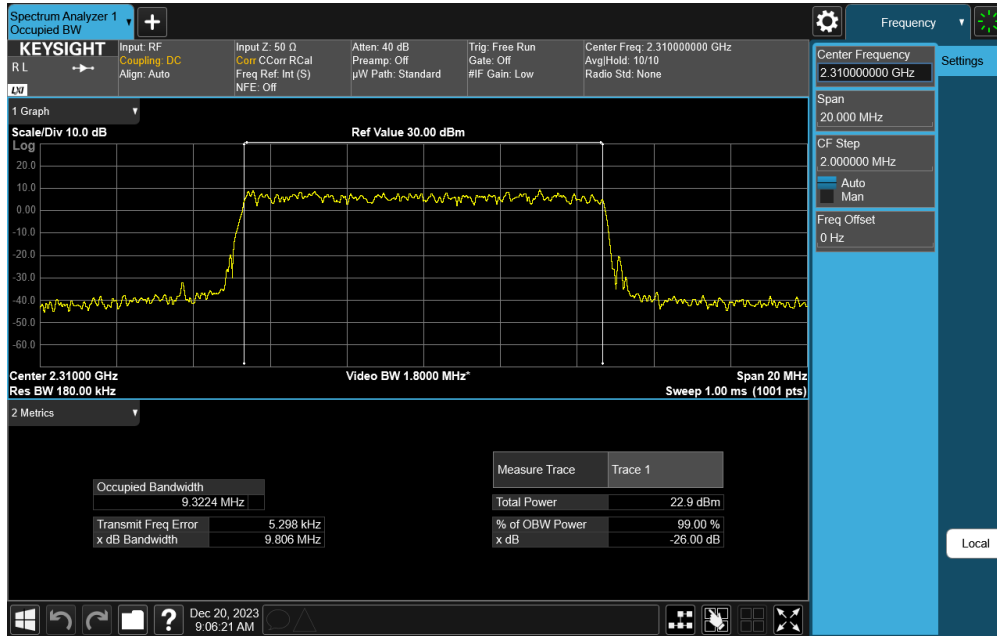 Spectrum Analyzer 1
Occupied BW
Frequency
KEYSIGHT
RL
LXI
Input: RF
Coupling: DC
Align: Auto
Input Z: 50 Ω
Corr CCorr RCal
Freq Ref: Int (S)
NFE: Off
Atten: 40 dB
Preamp: Off
µW Path: Standard
Trig: Free Run
Gate: Off
#IF Gain: Low
Center Freq: 2.310000000 GHz
Avg|Hold: 10/10
Radio Std: None
Center Frequency
2.310000000 GHz
Settings
Span
20.000 MHz
CF Step
2.000000 MHz
Auto
Man
Freq Offset
0 Hz
Local
1 Graph
Scale/Div 10.0 dB
Ref Value 30.00 dBm
Log
20.0
10.0
0.00
-10.0
-20.0
-30.0
-40.0
-50.0
-60.0
Center 2.31000 GHz
Video BW 1.8000 MHz*
Span 20 MHz
Res BW 180.00 kHz
Sweep 1.00 ms (1001 pts)
2 Metrics
Measure Trace Trace 1
Occupied Bandwidth
9.3224 MHz
Total Power 22.9 dBm
Transmit Freq Error 5.298 kHz
% of OBW Power 99.00 %
x dB Bandwidth 9.806 MHz
x dB -26.00 dB
?
Dec 20, 2023
9:06:21 AM